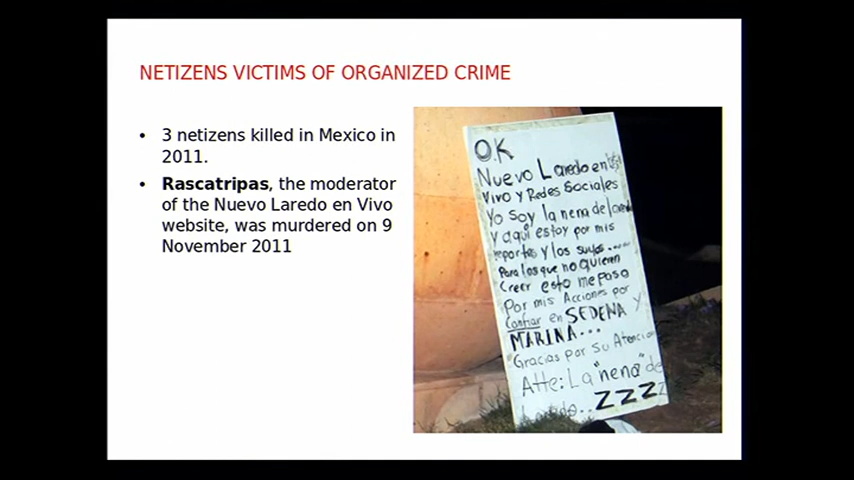 NETIZENS VICTIMS OF ORGANIZED CRIME
• 3 netizens killed in Mexico in
2011.
• Rascatripas, the moderator
of the Nuevo Laredo en Vivo
website, was murdered on 9
November 2011
O.K
Nuevo Laredo en
Vivo y Redes Sociales
Yo Soy la nena de
y aqui estoy por mis
reportes y los suyos.....
Para los que no quieren
Creer esto me paso
Por mis Acciones por
Confiar en SEDENA y
MARINA...
Gracias por Su Atencion
Atte: La "nena" de
Laredo.. ZZZZ